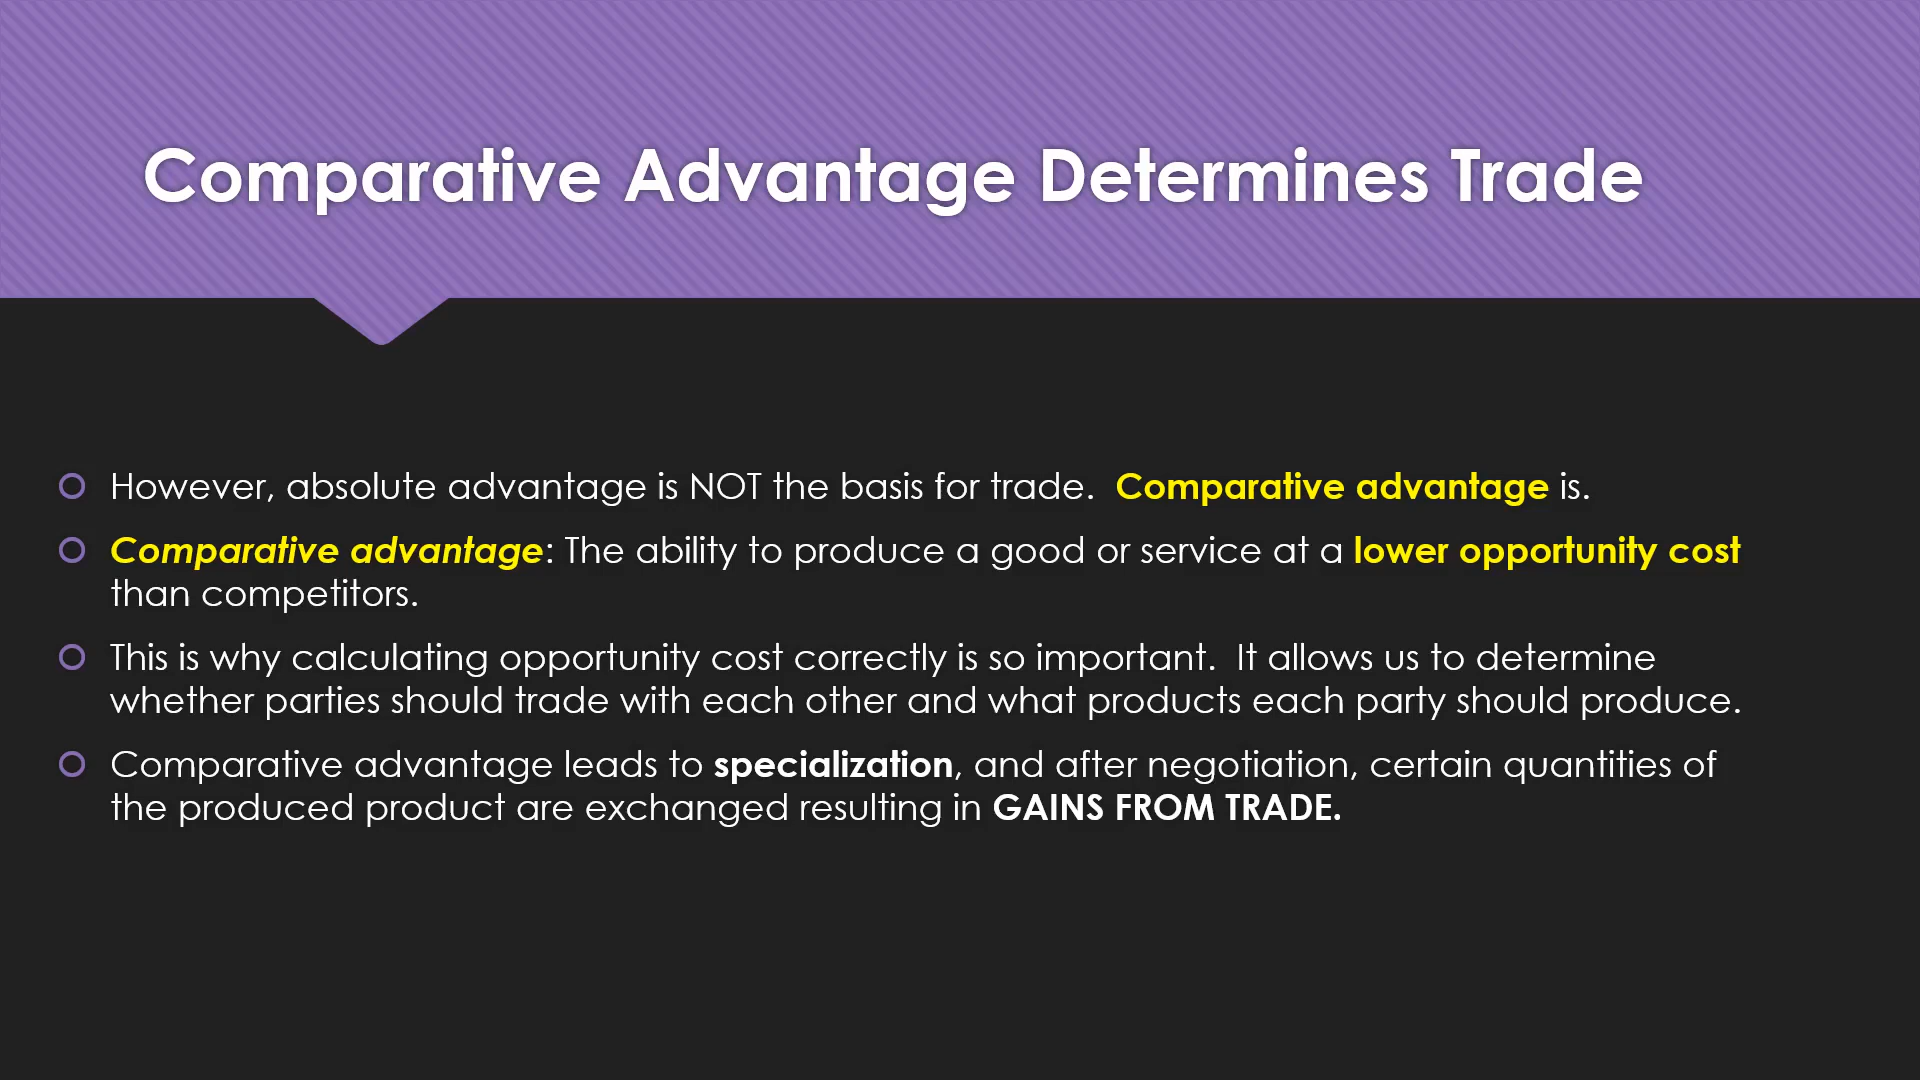 Comparative Advantage Determines Trade
However, absolute advantage is NOT the basis for trade.  Comparative advantage is.
Comparative advantage: The ability to produce a good or service at a lower opportunity cost
than competitors.
This is why calculating opportunity cost correctly is so important.  It allows us to determine
whether parties should trade with each other and what products each party should produce.
Comparative advantage leads to specialization, and after negotiation, certain quantities of
the produced product are exchanged resulting in GAINS FROM TRADE.